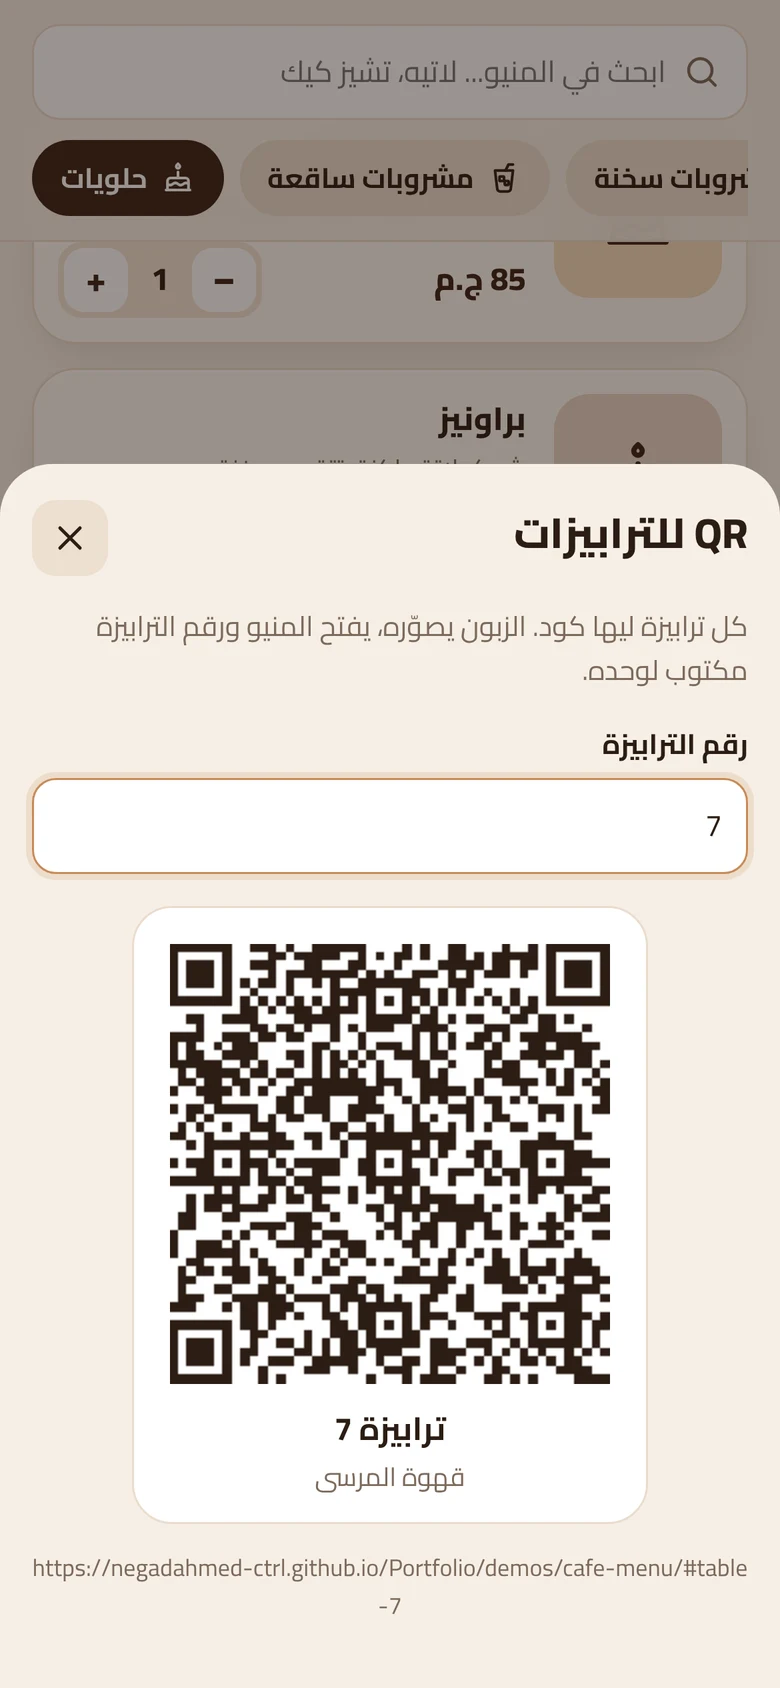 ابحث في المنيو... لاتيه، تشيز كيك
حلويات
مشروبات ساقعة
روبات سخنة
85 ج.م
− 1 +
براونيز
QR للترابيزات
كل ترابيزة ليها كود. الزبون يصوّره، يفتح المنيو ورقم الترابيزة
مكتوب لوحده.
رقم الترابيزة
7
ترابيزة 7
قهوة المرسى
https://negadahmed-ctrl.github.io/Portfolio/demos/cafe-menu/#table
-7